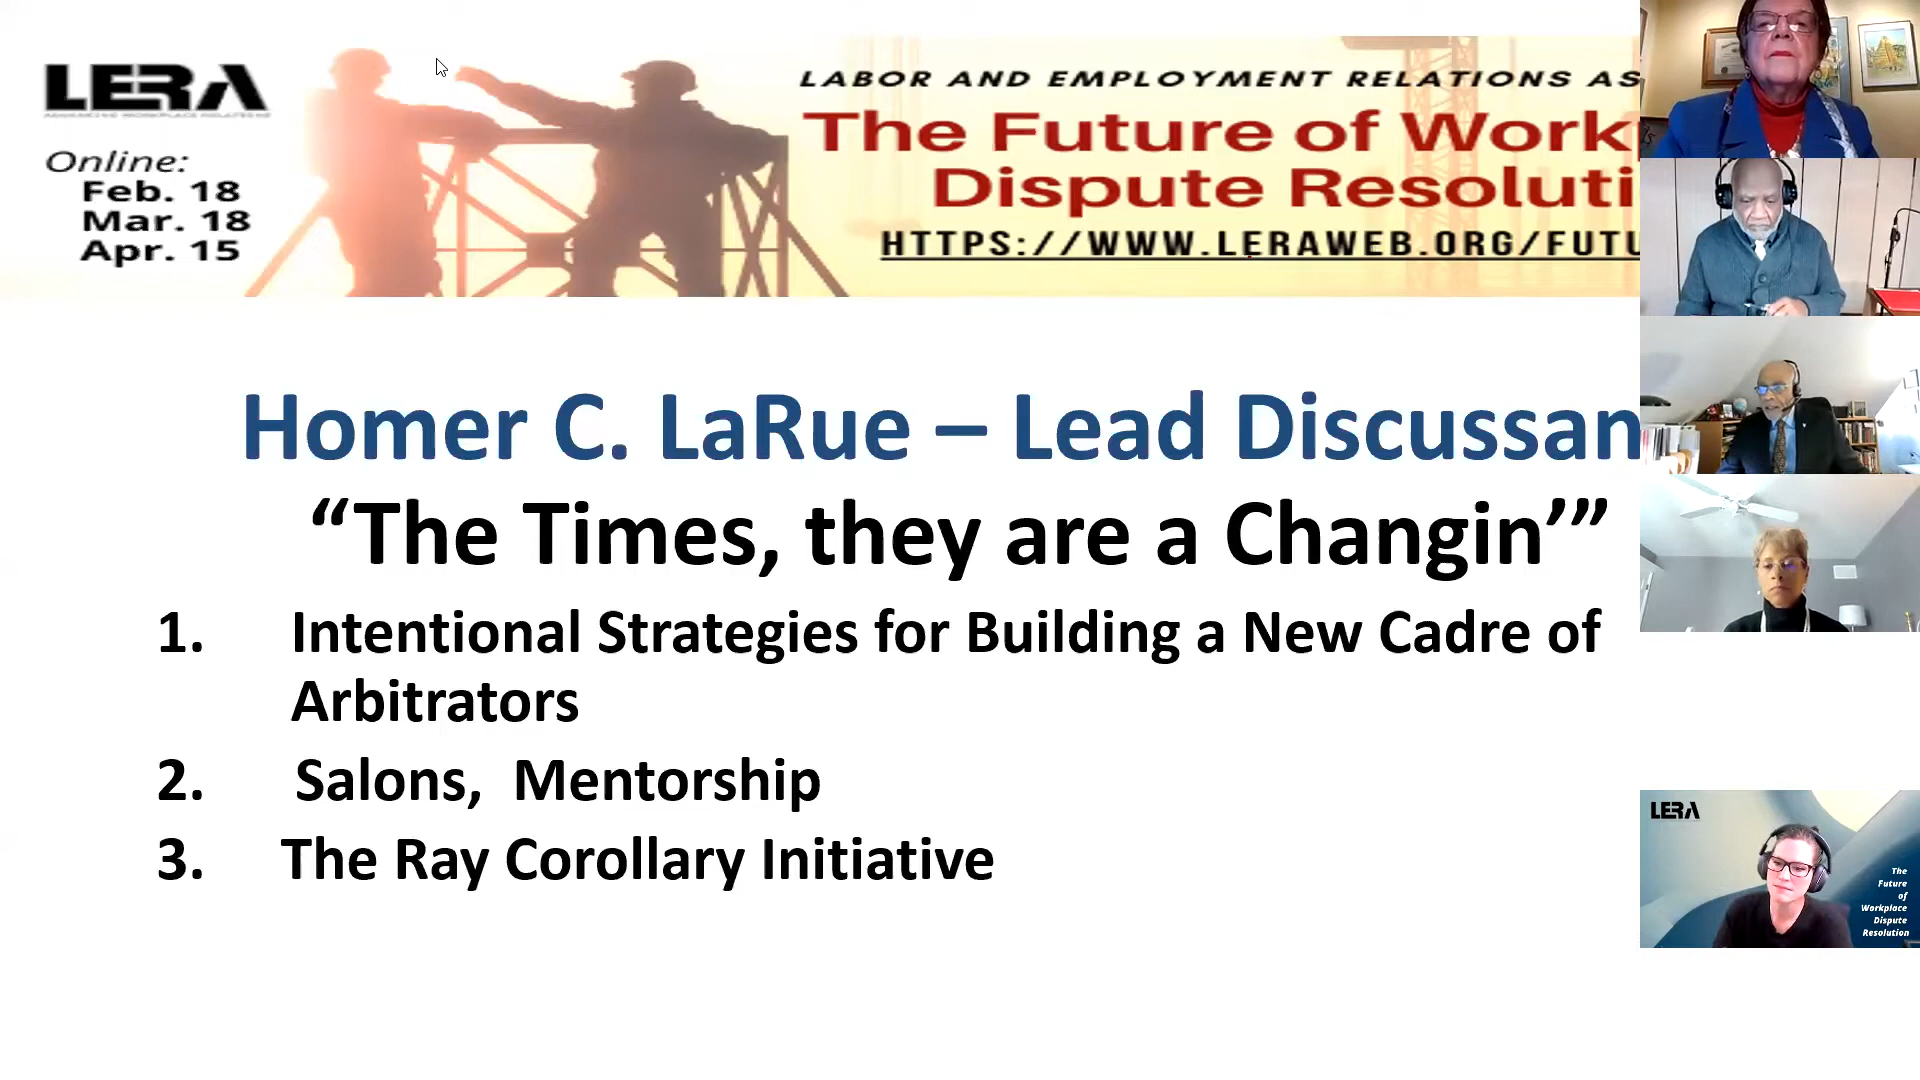 LERA
Online:
Feb. 18
Mar. 18
Apr. 15
LABOR AND EMPLOYMENT RELATIONS AS
The Future of Work
Dispute Resoluti
HTTPS://WWW.LERAWEB.ORG/FUTU
Homer C. LaRue – Lead Discussan
“The Times, they are a Changin’”
1. Intentional Strategies for Building a New Cadre of
Arbitrators
2. Salons, Mentorship
3. The Ray Corollary Initiative
LERA
The
Future
of
Workplace
Dispute
Resolution